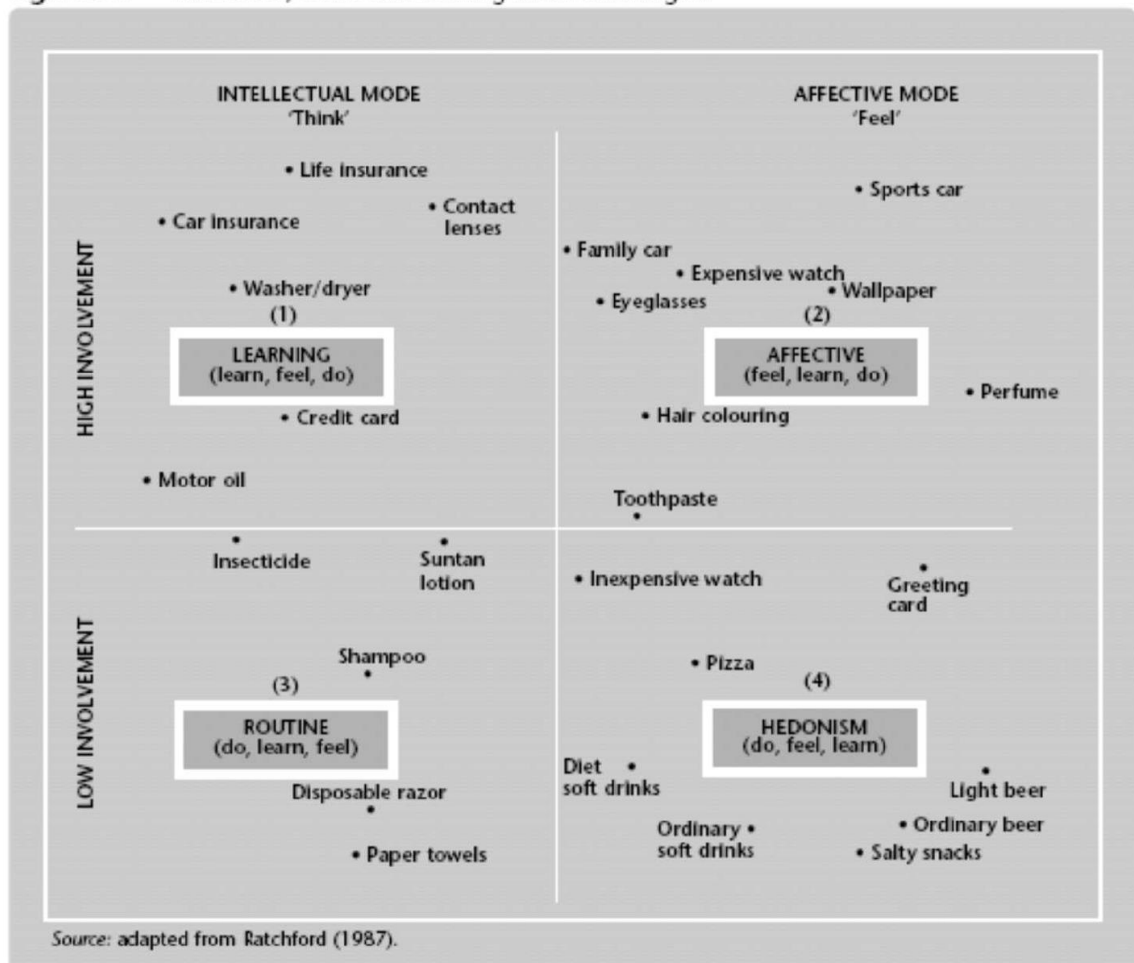 INTELLECTUAL MODE
'Think'
AFFECTIVE MODE
'Feel'
HIGH INVOLVEMENT
• Life insurance
• Car insurance
• Contact
lenses
• Washer/dryer
(1)
LEARNING
(learn, feel, do)
• Credit card
• Motor oil
• Sports car
• Family car
• Expensive watch
• Wallpaper
• Eyeglasses
(2)
AFFECTIVE
(feel, learn, do)
• Perfume
• Hair colouring
Toothpaste
LOW INVOLVEMENT
Insecticide
Suntan
lotion
Shampoo
(3)
ROUTINE
(do, learn, feel)
Disposable razor
• Paper towels
• Inexpensive watch
Greeting
card
• Pizza
(4)
HEDONISM
(do, feel, learn)
Diet
soft drinks
Light beer
Ordinary
soft drinks
• Ordinary beer
• Salty snacks
Source: adapted from Ratchford (1987).